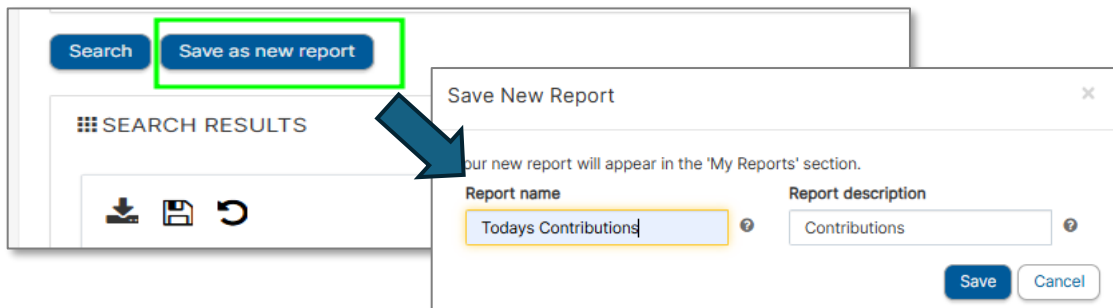 Search
Save as new report
SEARCH RESULTS
Save New Report
our new report will appear in the 'My Reports' section.
Report name
Report description
Todays Contributions
Contributions
Save
Cancel